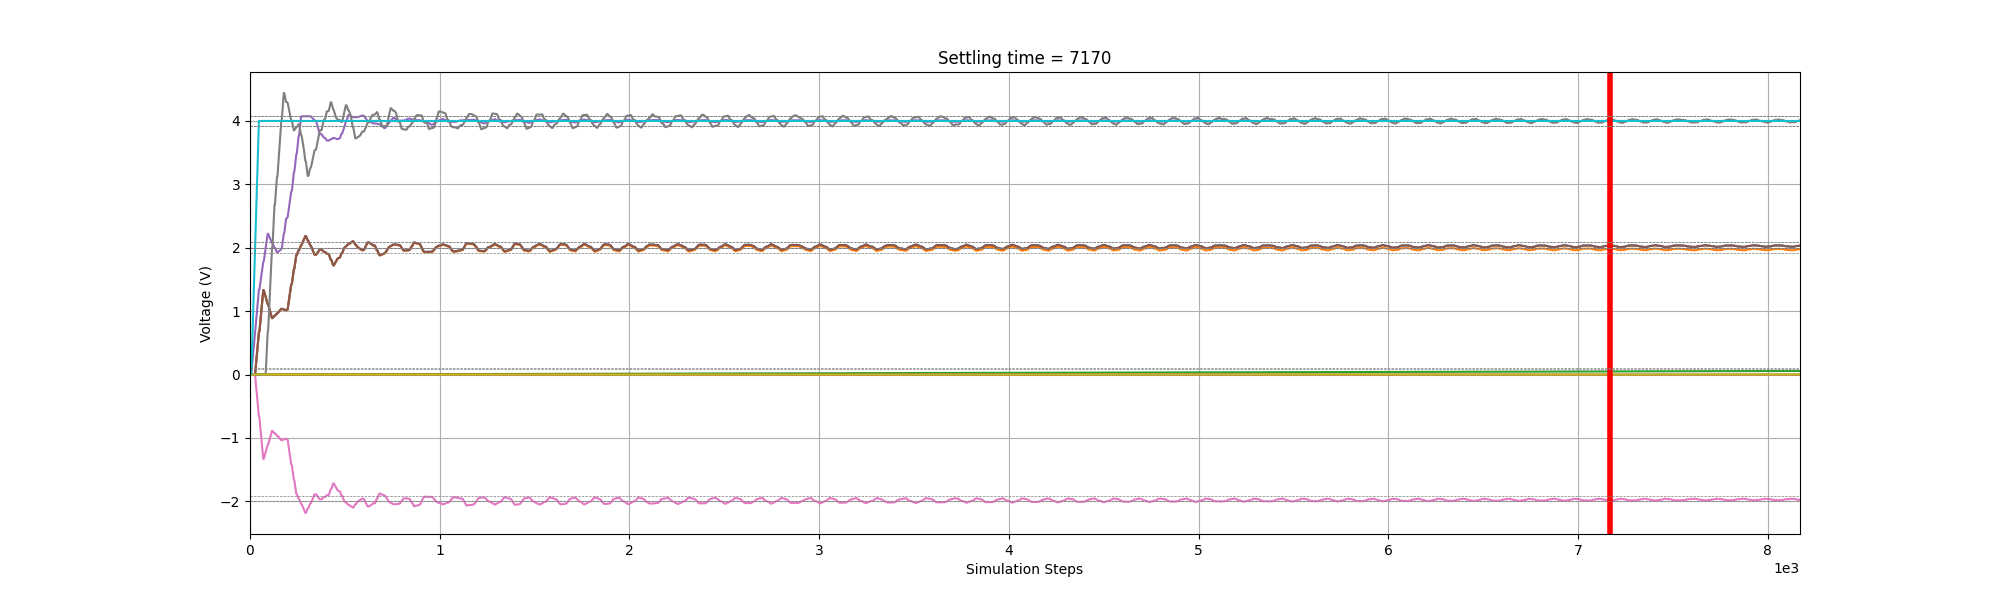 Settling time = 7170
Voltage (V)
4
3
2
1
0
−1
−2
0 1 2 3 4 5 6 7 8
1e3
Simulation Steps